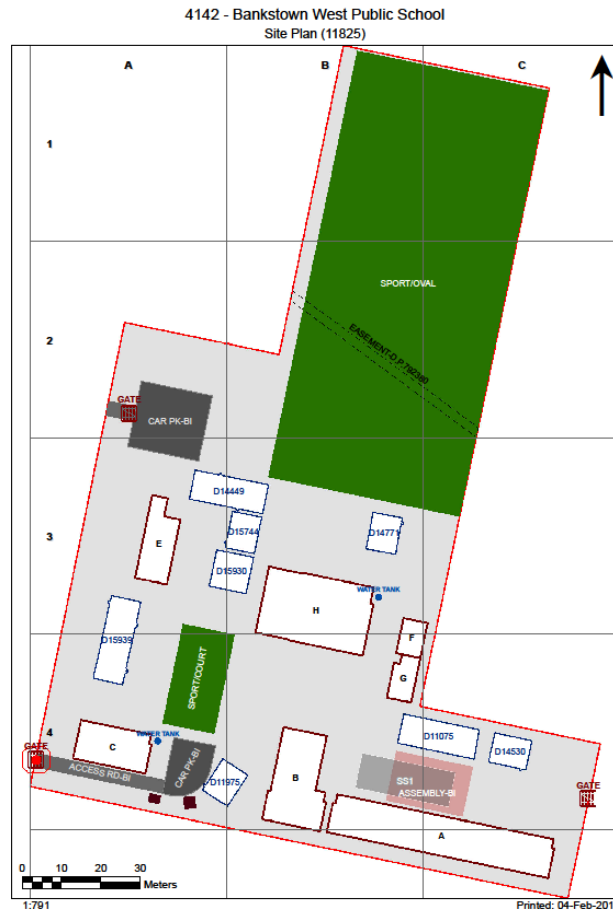 4142 - Bankstown West Public School
Site Plan (11825)
A
B
C
1
SPORT/OVAL
2
EASEMENT-D.P.792380
GATE
CAR PK-BI
D14449
3
D15744
D14771
E
D15930
WATER TANK
H
D15939
F
SPORT/COURT
G
4
WATER TANK
D11075
GATE
C
CAR PK-BI
D14530
ACCESS RD-BI
D11975
B
SS1
ASSEMBLY-BI
GATE
A
0 10 20 30
Meters
1:791
Printed: 04-Feb-201